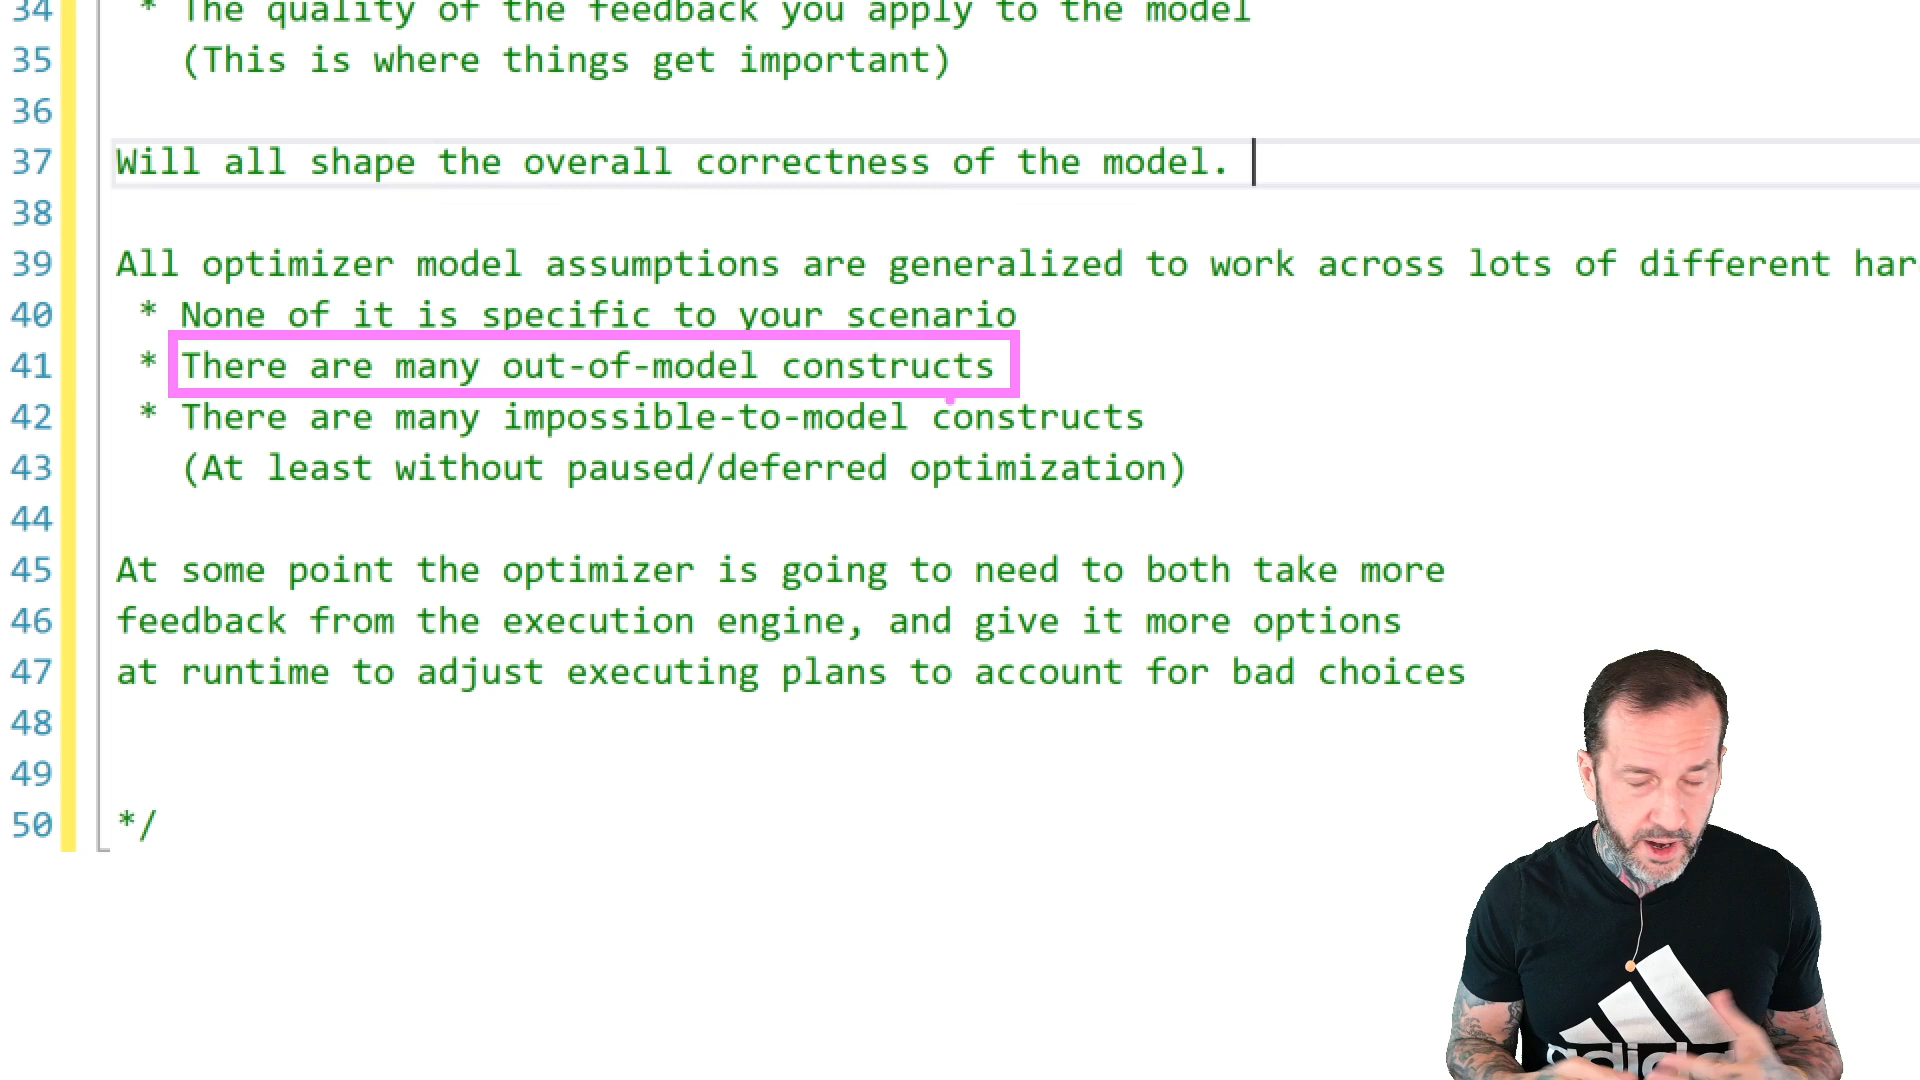 34 * The quality of the feedback you apply to the model
35 (This is where things get important)
36
37 Will all shape the overall correctness of the model.
38
39 All optimizer model assumptions are generalized to work across lots of different har
40 * None of it is specific to your scenario
41 * There are many out-of-model constructs
42 * There are many impossible-to-model constructs
43 (At least without paused/deferred optimization)
44
45 At some point the optimizer is going to need to both take more
46 feedback from the execution engine, and give it more options
47 at runtime to adjust executing plans to account for bad choices
48
49
50 */
adidas